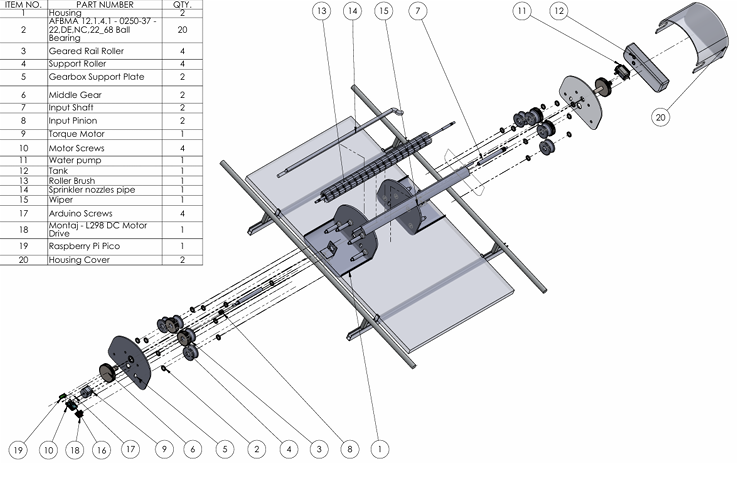 ITEM NO. PART NUMBER QTY.
1 Housing 2
2 AFBMA 12.1.4.1 - 0250-37 - 22,DE,NC,22_68 Ball Bearing 20
3 Geared Rail Roller 4
4 Support Roller 4
5 Gearbox Support Plate 2
6 Middle Gear 2
7 Input Shaft 2
8 Input Pinion 2
9 Torque Motor 1
10 Motor Screws 4
11 Water pump 1
12 Tank 1
13 Roller Brush 1
14 Sprinkler nozzles pipe 1
15 Wiper 1
17 Arduino Screws 4
18 Montaj - L298 DC Motor Drive 1
19 Raspberry Pi Pico 1
20 Housing Cover 2
13 14 15 7 11 12
20
19 10 18 16 17 9 6 5 2 4 3 8 1